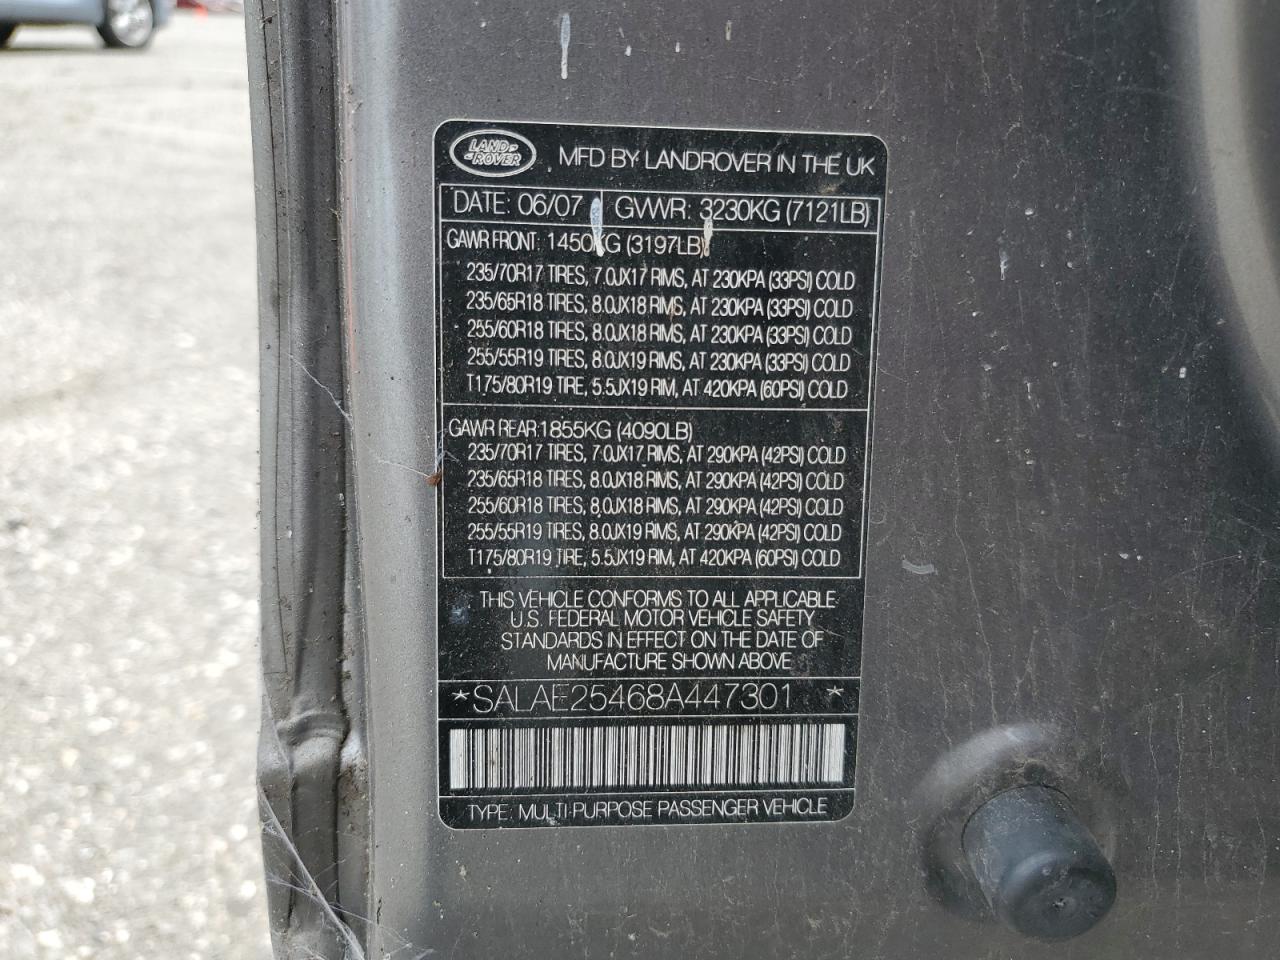 LAND ROVER
MFD BY LANDROVER IN THE UK
DATE: 06/07 GVWR: 3230KG (7121LB)
GAWR FRONT: 1450KG (3197LB)
235/70R17 TIRES, 7.0JX17 RIMS, AT 230KPA (33PSI) COLD
235/65R18 TIRES, 8.0JX18 RIMS, AT 230KPA (33PSI) COLD
255/60R18 TIRES, 8.0JX18 RIMS, AT 230KPA (33PSI) COLD
255/55R19 TIRES, 8.0JX19 RIMS, AT 230KPA (33PSI) COLD
T175/80R19 TIRE, 5.5JX19 RIM, AT 420KPA (60PSI) COLD
GAWR REAR: 1855KG (4090LB)
235/70R17 TIRES, 7.0JX17 RIMS, AT 290KPA (42PSI) COLD
235/65R18 TIRES, 8.0JX18 RIMS, AT 290KPA (42PSI) COLD
255/60R18 TIRES, 8.0JX18 RIMS, AT 290KPA (42PSI) COLD
255/55R19 TIRES, 8.0JX19 RIMS, AT 290KPA (42PSI) COLD
T175/80R19 TIRE, 5.5JX19 RIM, AT 420KPA (60PSI) COLD
THIS VEHICLE CONFORMS TO ALL APPLICABLE
U.S. FEDERAL MOTOR VEHICLE SAFETY
STANDARDS IN EFFECT ON THE DATE OF
MANUFACTURE SHOWN ABOVE
*SALAE25468A447301 *
TYPE: MULTI PURPOSE PASSENGER VEHICLE